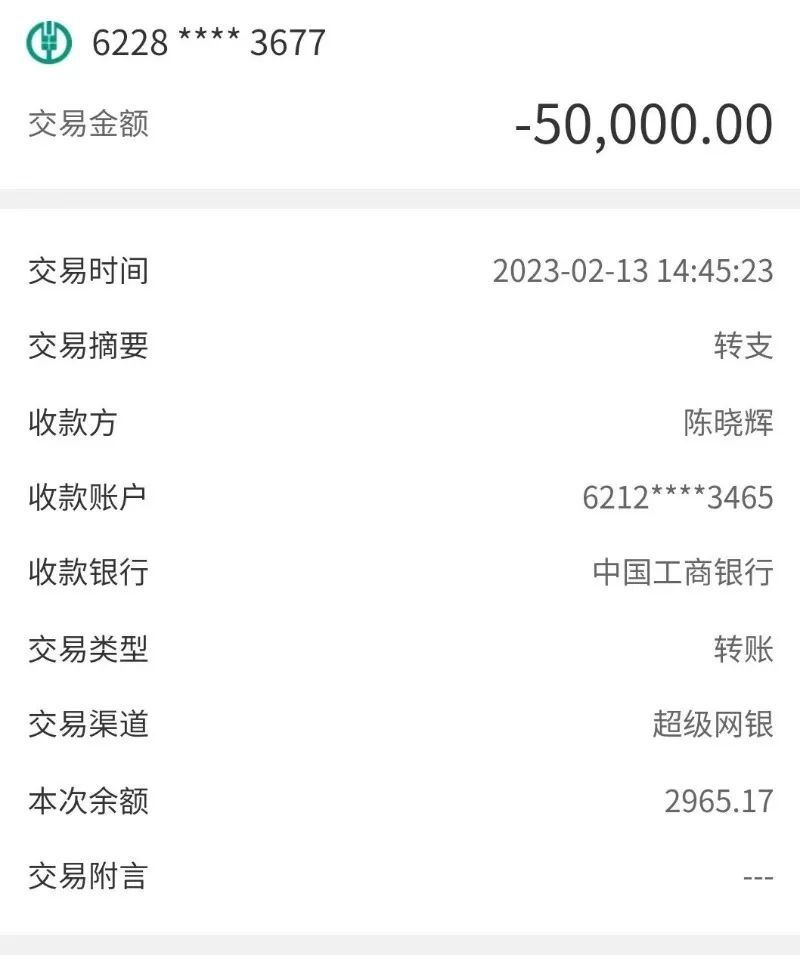 6228 **** 3677
交易金额 -50,000.00
交易时间 2023-02-13 14:45:23
交易摘要 转支
收款方 陈晓辉
收款账户 6212****3465
收款银行 中国工商银行
交易类型 转账
交易渠道 超级网银
本次余额 2965.17
交易附言 ---